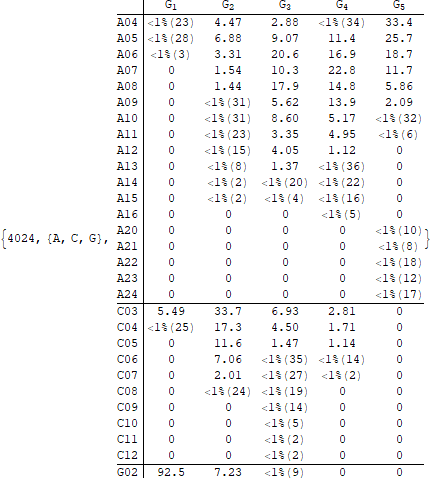 G1 G2 G3 G4 G5
A04 <1%(23) 4.47 2.88 <1%(34) 33.4
A05 <1%(28) 6.88 9.07 11.4 25.7
A06 <1%(3) 3.31 20.6 16.9 18.7
A07 0 1.54 10.3 22.8 11.7
A08 0 1.44 17.9 14.8 5.86
A09 0 <1%(31) 5.62 13.9 2.09
A10 0 <1%(31) 8.60 5.17 <1%(32)
A11 0 <1%(23) 3.35 4.95 <1%(6)
A12 0 <1%(15) 4.05 1.12 0
A13 0 <1%(8) 1.37 <1%(36) 0
A14 0 <1%(2) <1%(20) <1%(22) 0
A15 0 <1%(2) <1%(4) <1%(16) 0
A16 0 0 0 <1%(5) 0
A20 0 0 0 0 <1%(10)
{4024, {A, C, G}, A21 0 0 0 0 <1%(8) }
A22 0 0 0 0 <1%(18)
A23 0 0 0 0 <1%(12)
A24 0 0 0 0 <1%(17)
C03 5.49 33.7 6.93 2.81 0
C04 <1%(25) 17.3 4.50 1.71 0
C05 0 11.6 1.47 1.14 0
C06 0 7.06 <1%(35) <1%(14) 0
C07 0 2.01 <1%(27) <1%(2) 0
C08 0 <1%(24) <1%(19) 0 0
C09 0 0 <1%(14) 0 0
C10 0 0 <1%(5) 0 0
C11 0 0 <1%(2) 0 0
C12 0 0 <1%(2) 0 0
G02 92.5 7.23 <1%(9) 0 0